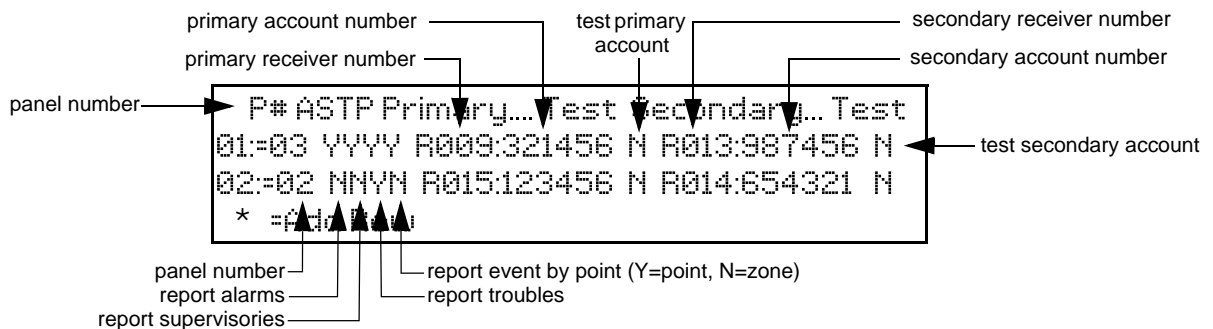 primary account number
test primary account
secondary receiver number
primary receiver number
secondary account number
panel number
P# ASTP Primary... Test Secondary... Test
01:=03 YYYY R009:321456 N R013:987456 N
test secondary account
02:=02 NNYN R015:123456 N R014:654321 N
* =Add Row
panel number
report event by point (Y=point, N=zone)
report alarms
report troubles
report supervisories